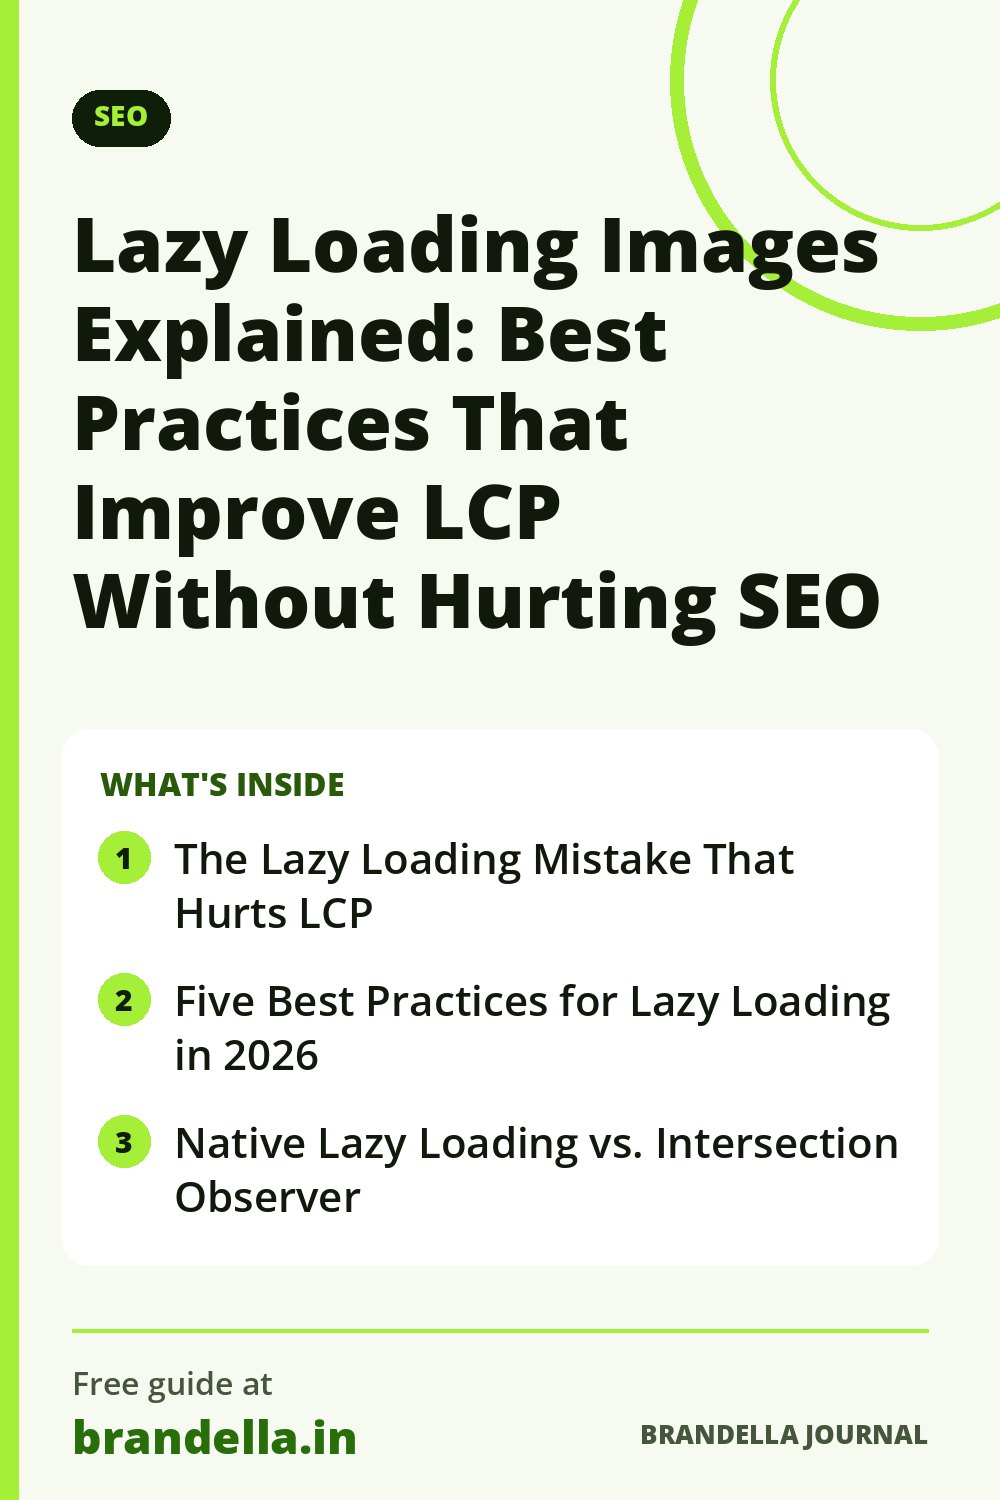 SEO
Lazy Loading Images
Explained: Best
Practices That
Improve LCP
Without Hurting SEO
WHAT'S INSIDE
1 The Lazy Loading Mistake That
Hurts LCP
2 Five Best Practices for Lazy Loading
in 2026
3 Native Lazy Loading vs. Intersection
Observer
Free guide at
brandella.in
BRANDELLA JOURNAL